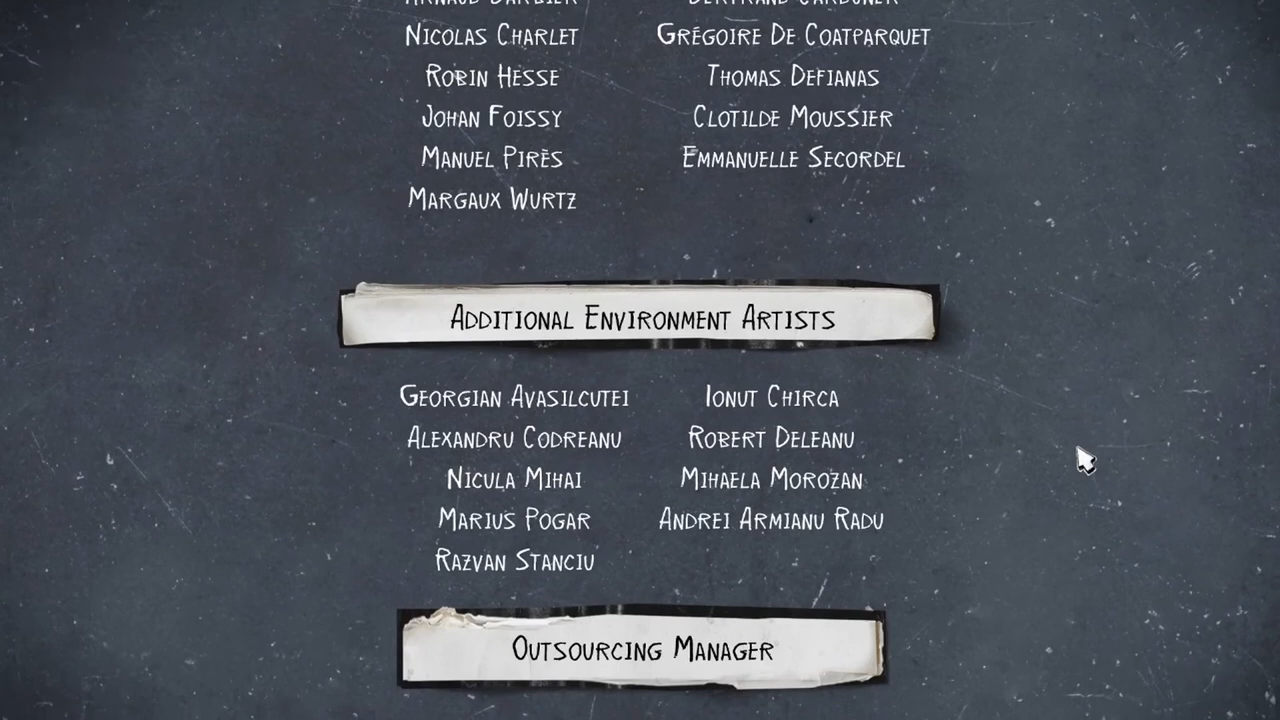 Nicolas Charlet Grégoire De Coatparquet
Robin Hesse Thomas Defianas
Johan Foissy Clotilde Moussier
Manuel Pirès Emmanuelle Secordel
Margaux Wurtz
Additional Environment Artists
Georgian Avasilcutei Ionut Chirca
Alexandru Codreanu Robert Deleanu
Nicula Mihai Mihaela Morozan
Marius Pogar Andrei Armianu Radu
Razvan Stanciu
Outsourcing Manager